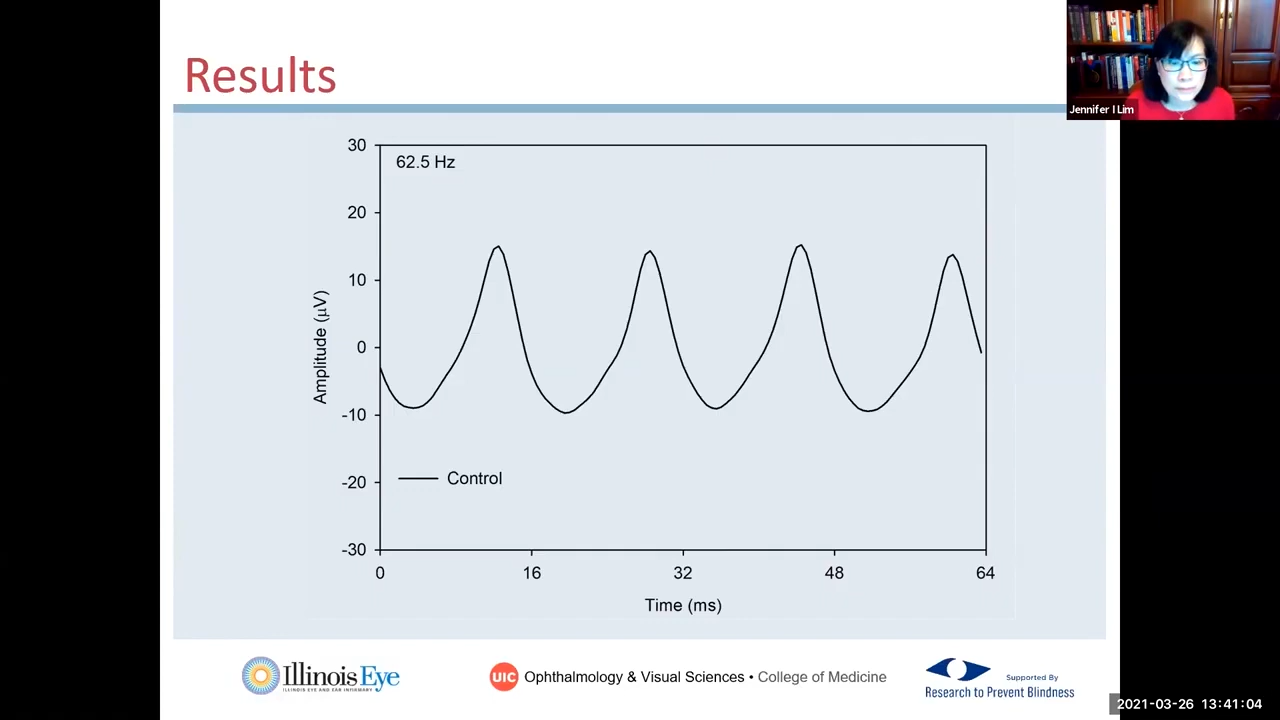 Results
Jennifer I Lim
62.5 Hz
30
20
10
0
-10
-20
-30
Amplitude (μV)
Control
0 16 32 48 64
Time (ms)
Illinois Eye
ILLINOIS EYE AND EAR INFIRMARY
UIC Ophthalmology & Visual Sciences • College of Medicine
Supported By
Research to Prevent Blindness
2021-03-26 13:41:04